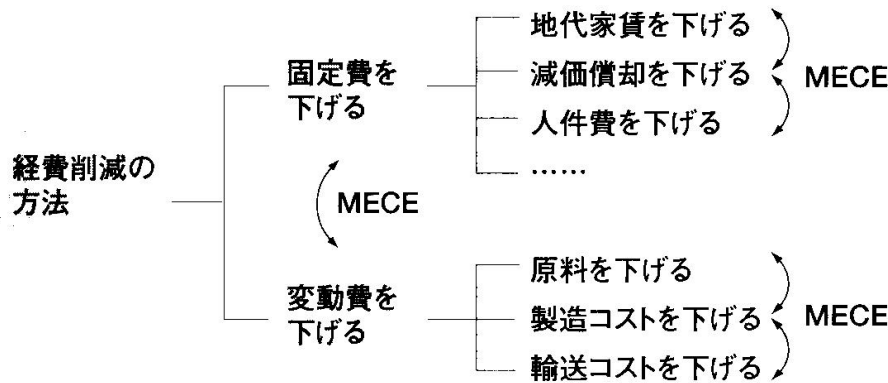 経費削減の
方法
固定費を
下げる
地代家賃を下げる
減価償却を下げる
人件費を下げる
……
MECE
MECE
変動費を
下げる
原料を下げる
製造コストを下げる
輸送コストを下げる
MECE